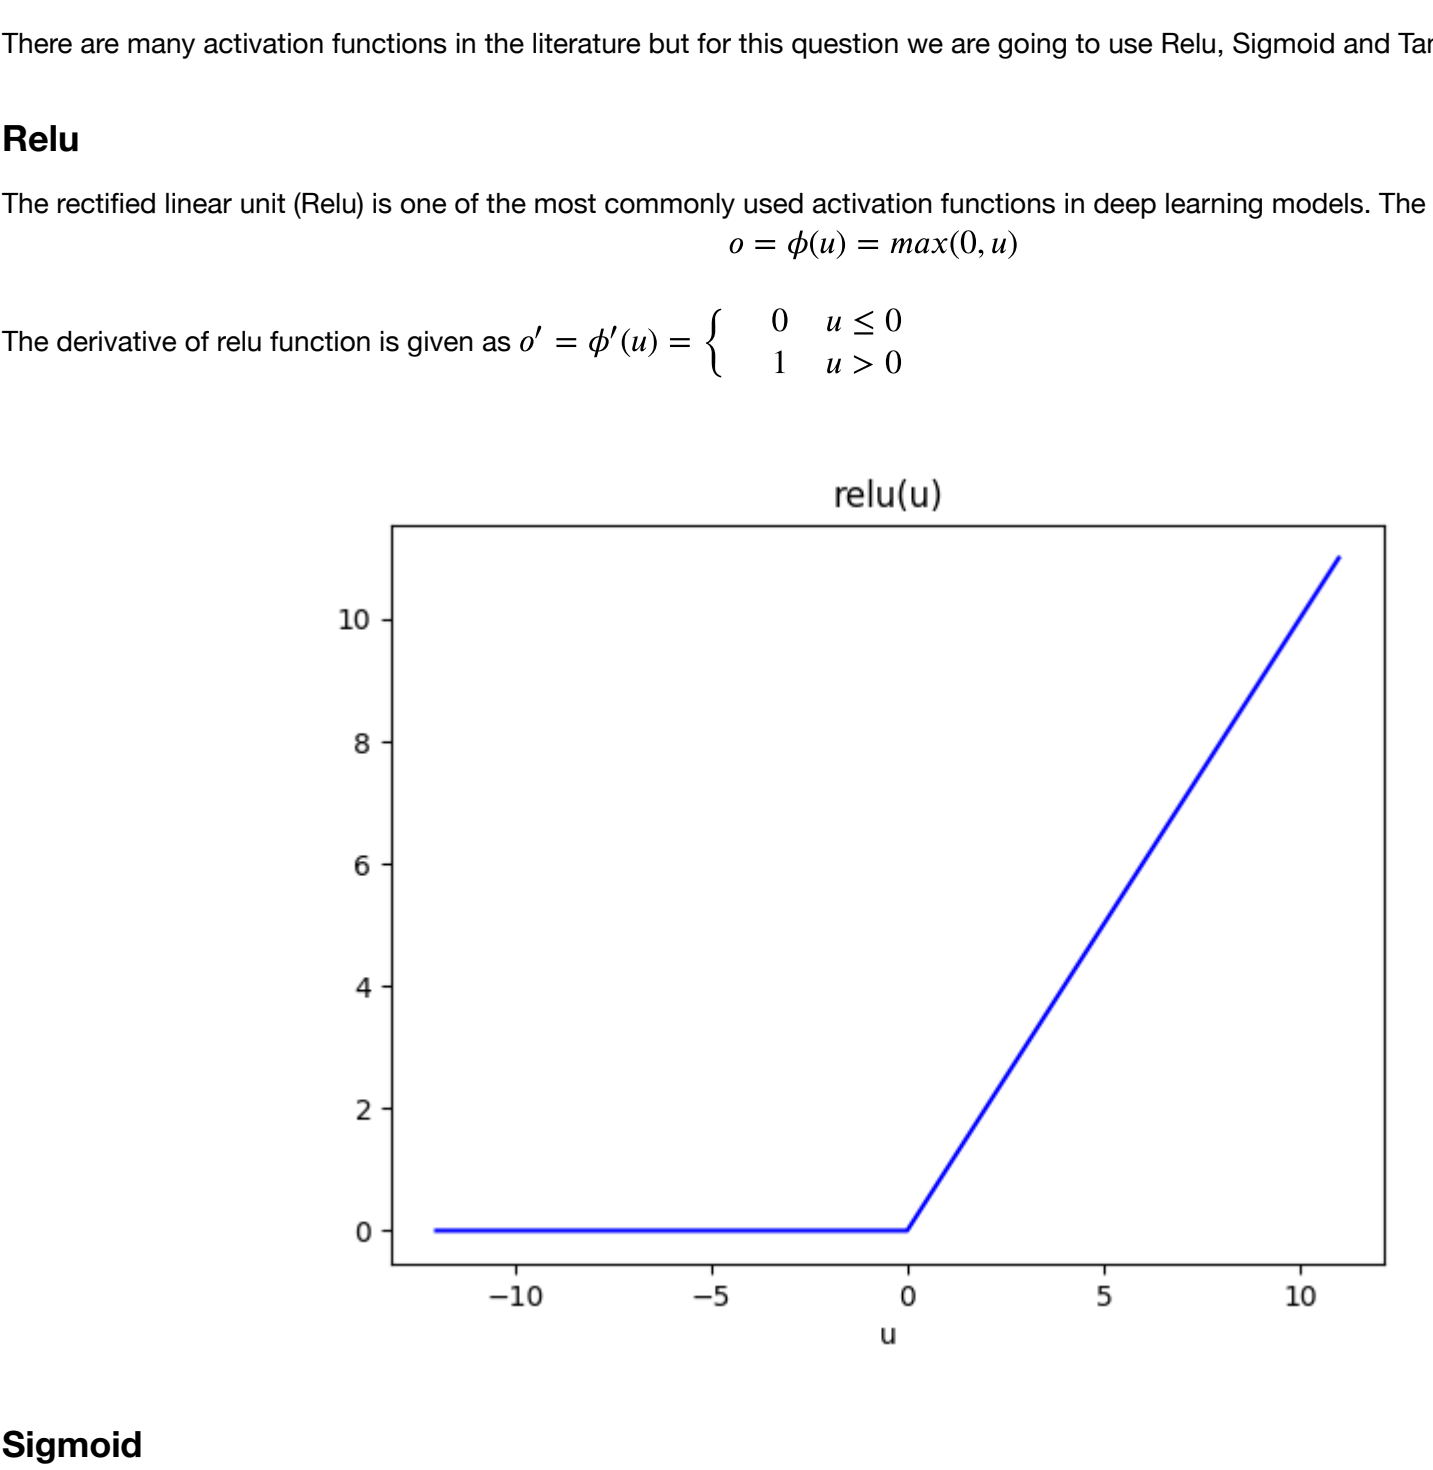 There are many activation functions in the literature but for this question we are going to use Relu, Sigmoid and
Relu
The rectified linear unit (Relu) is one of the most commonly used activation functions in deep learning models. The
o = ϕ(u) = max(0, u)
The derivative of relu function is given as o′ = ϕ′(u) = { 0 u ≤ 0
1 u > 0
relu(u)
10
8
6
4
2
0
−10 −5 0 5 10
u
Sigmoid